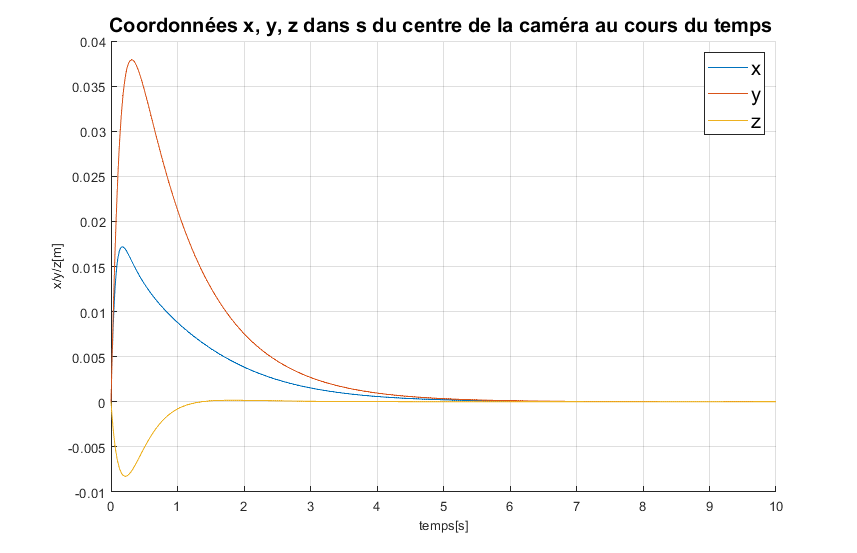 Coordonnées x, y, z dans s du centre de la caméra au cours du temps
0.04
0.035
0.03
0.025
0.02
0.015
0.01
0.005
0
-0.005
-0.01
x/y/z[m]
x
y
z
0 1 2 3 4 5 6 7 8 9 10
temps[s]